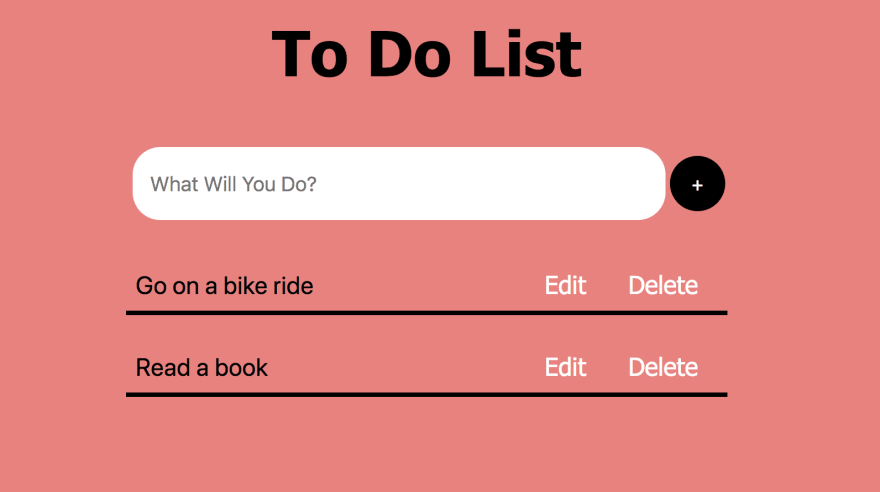 To Do List
What Will You Do? +
Go on a bike ride Edit Delete
Read a book Edit Delete